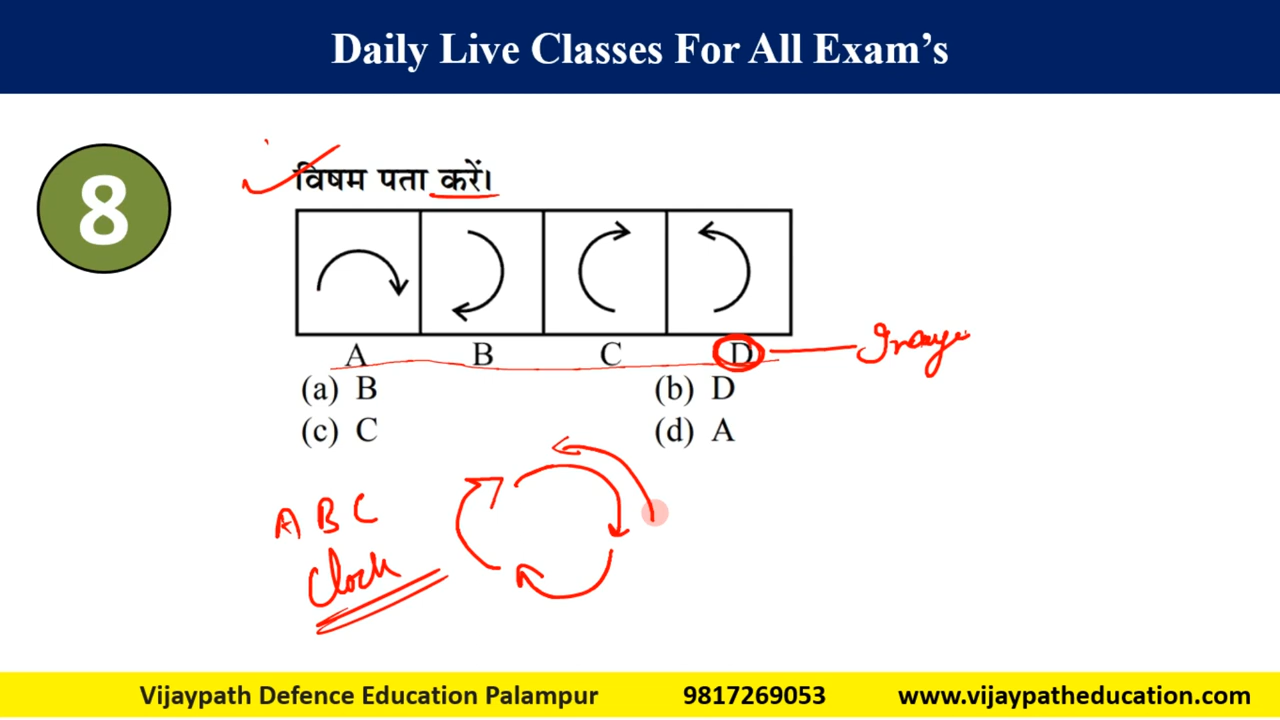 Daily Live Classes For All Exam’s
8
विषम पता करें।
A B C D
(a) B (b) D
(c) C (d) A
A B C
Clock
Vijaypath Defence Education Palampur 9817269053 www.vijaypatheducation.com